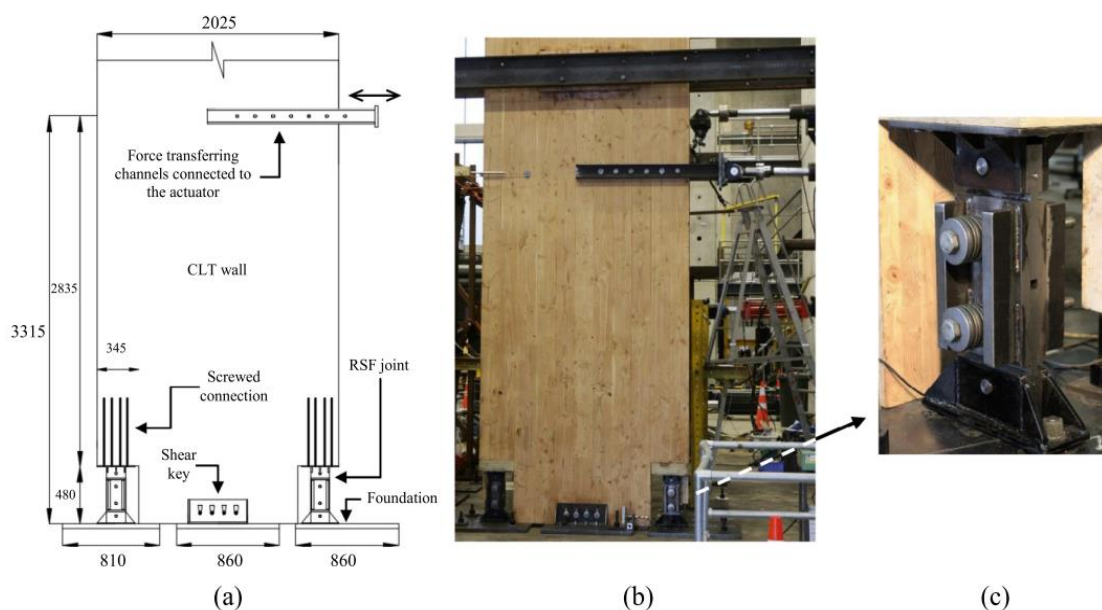 2025
Force transferring
channels connected to
the actuator
CLT wall
2835
3315
345
Screwed
connection
RSF joint
Shear
key
480
Foundation
810
860
860
(a)
(b)
(c)